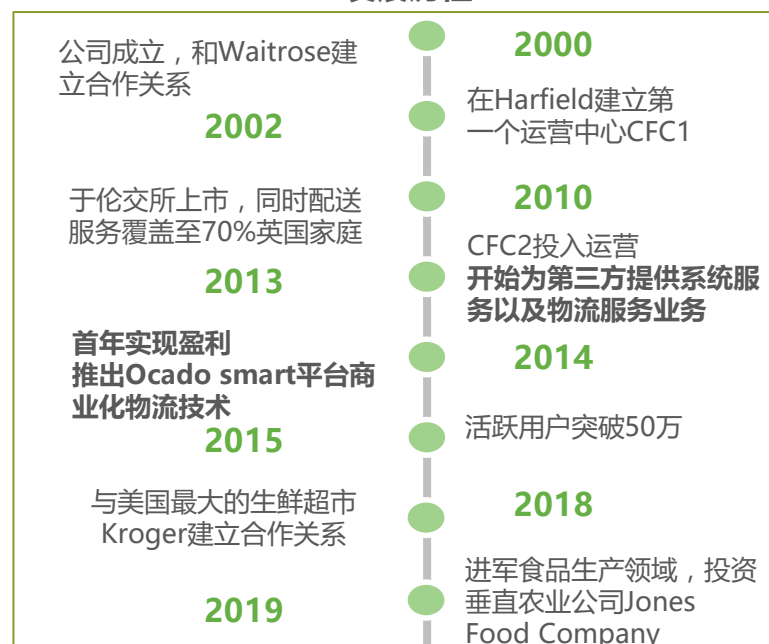 公司成立，和Waitrose建
立合作关系
2000
2002
在Harfield建立第
一个运营中心CFC1
于伦交所上市，同时配送
服务覆盖至70%英国家庭
2010
2013
CFC2投入运营
开始为第三方提供系统服
务以及物流服务业务
首年实现盈利
推出Ocado smart平台商
业化物流技术
2014
2015
活跃用户突破50万
与美国最大的生鲜超市
Kroger建立合作关系
2018
2019
进军食品生产领域，投资
垂直农业公司Jones
Food Company